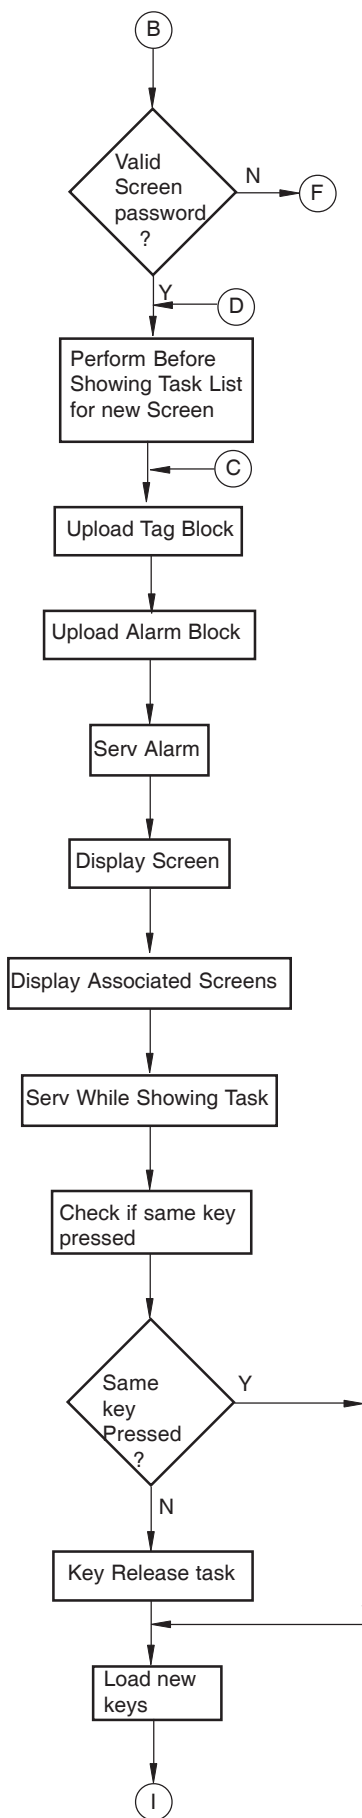 B
Valid
Screen
password
?
N
F
Y
D
Perform Before
Showing Task List
for new Screen
C
Upload Tag Block
Upload Alarm Block
Serv Alarm
Display Screen
Display Associated Screens
Serv While Showing Task
Check if same key
pressed
Same
key
Pressed
?
Y
N
Key Release task
Load new
keys
I